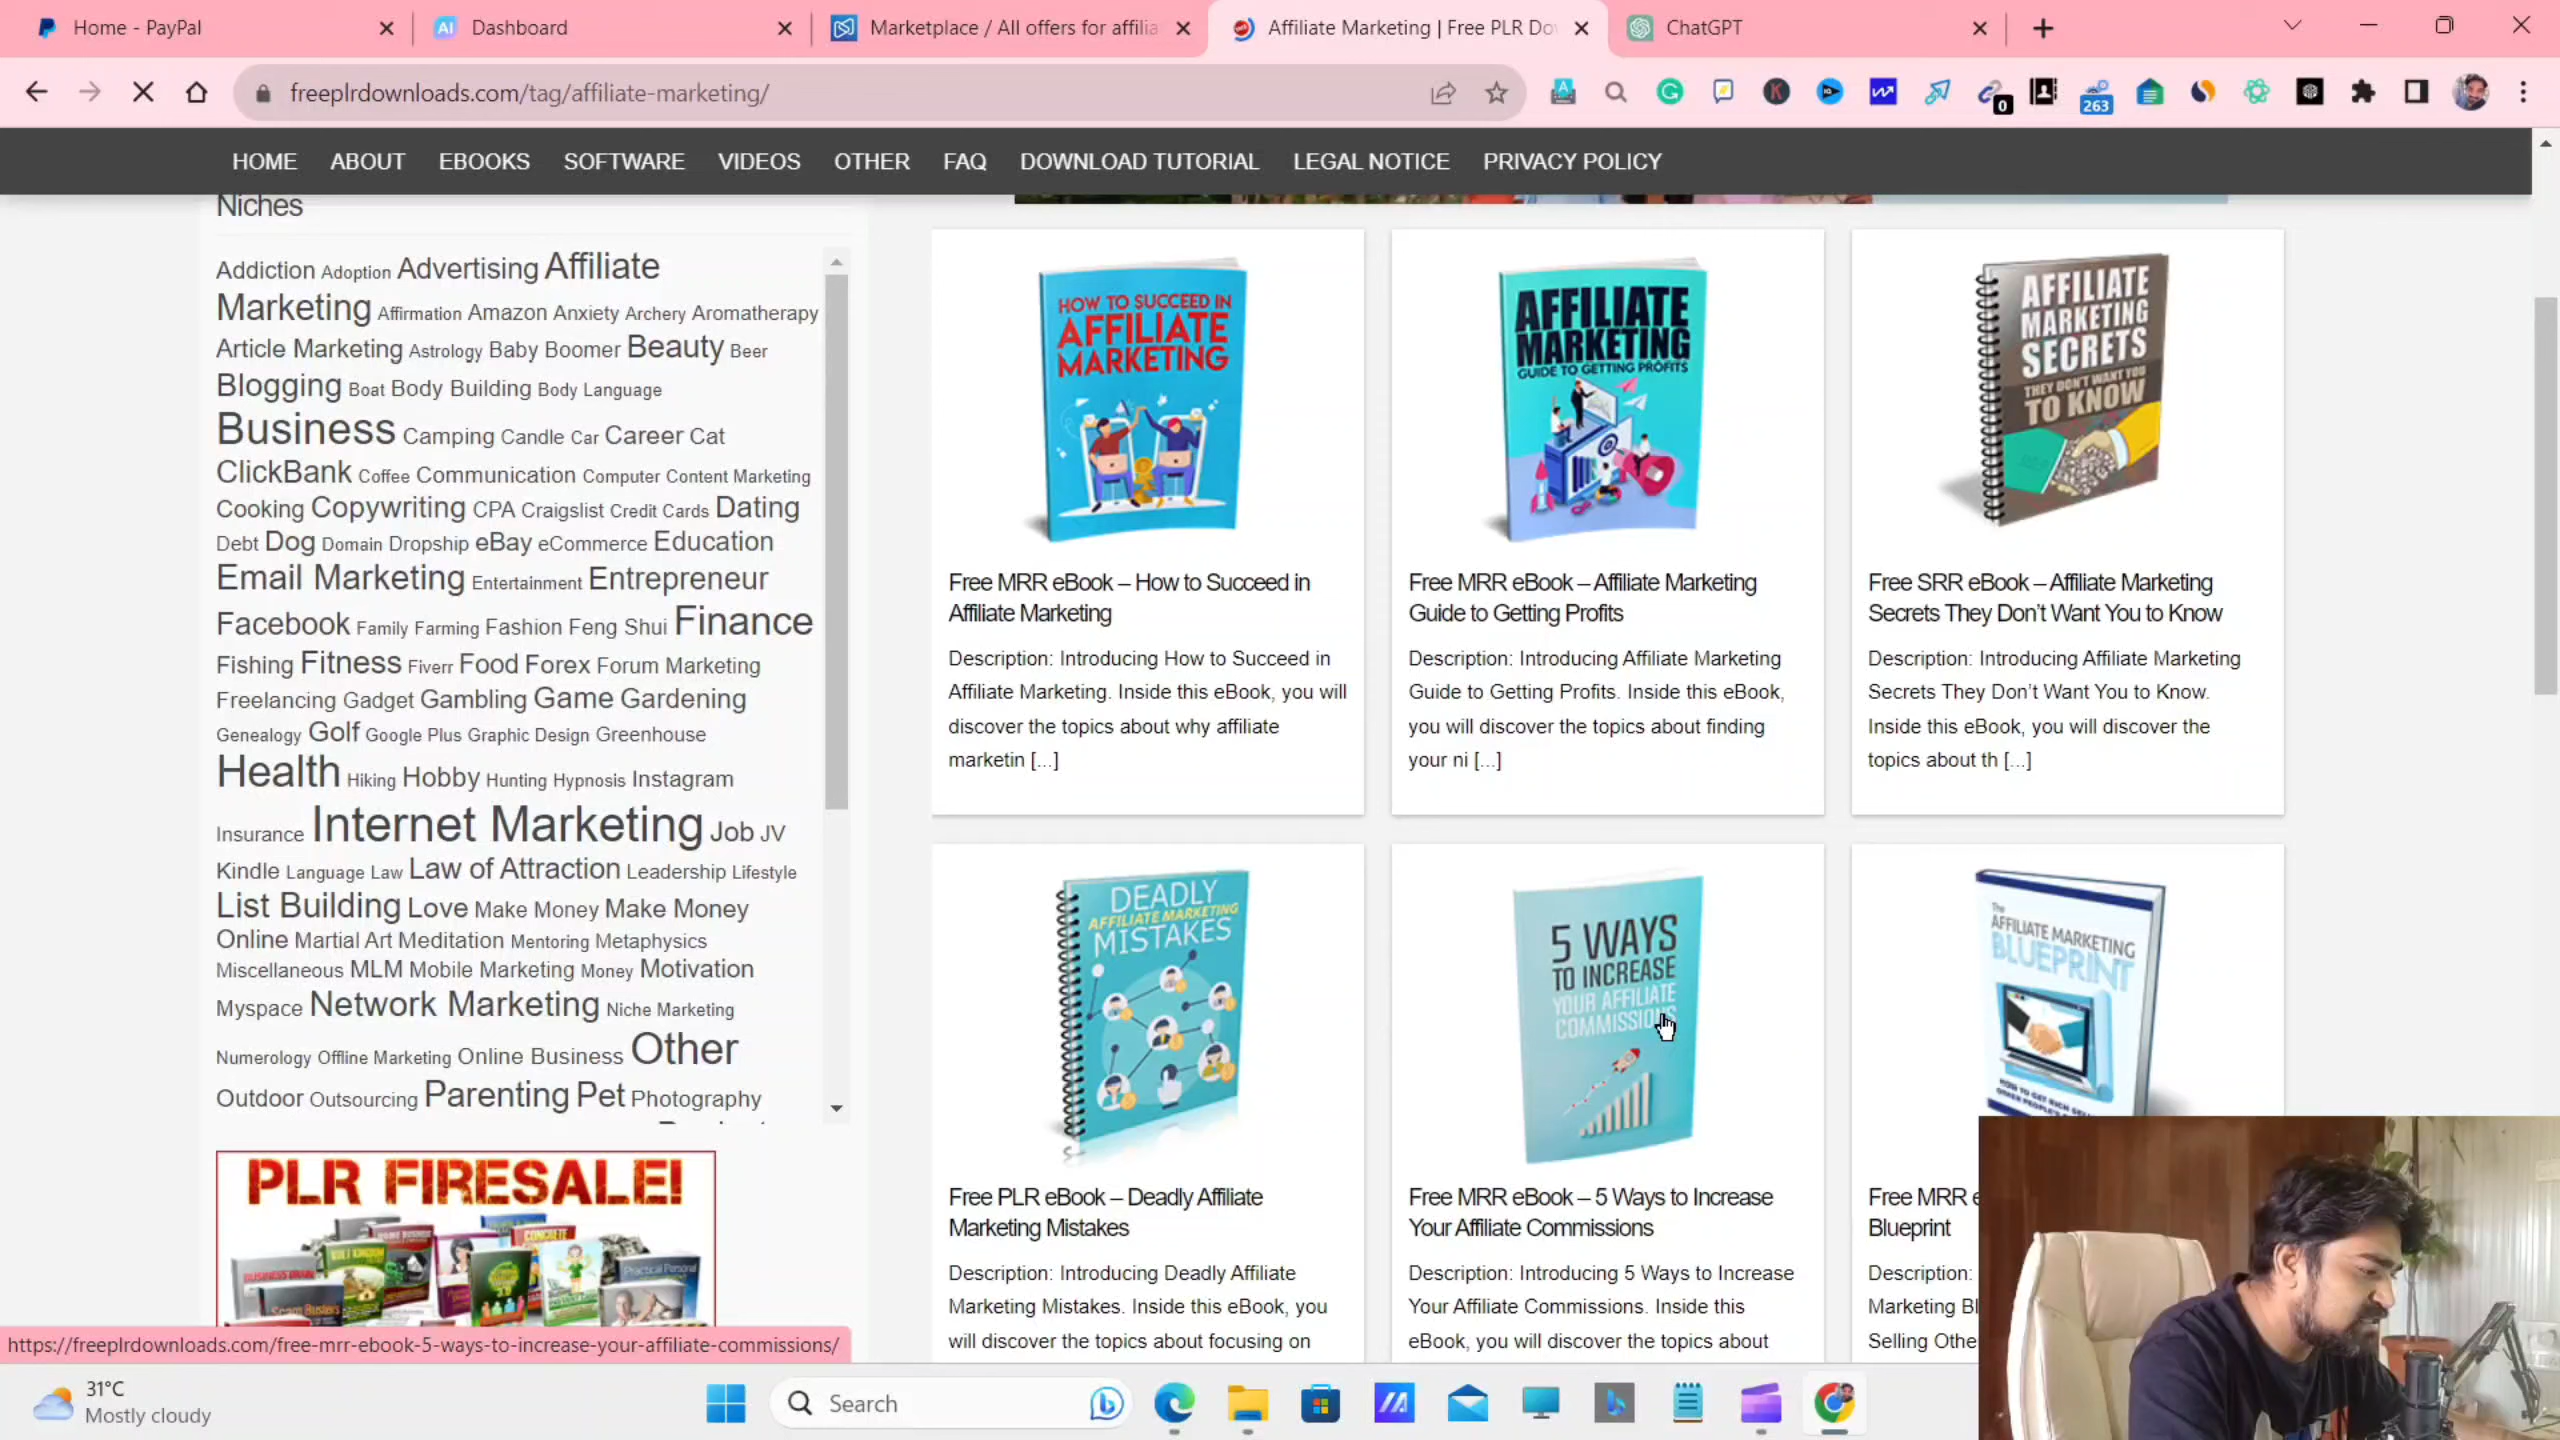 Home - PayPal
Dashboard
Marketplace / All offers for affilia
Affiliate Marketing | Free PLR Do
ChatGPT
freeplrdownloads.com/tag/affiliate-marketing/
0
263
HOME ABOUT EBOOKS SOFTWARE VIDEOS OTHER FAQ DOWNLOAD TUTORIAL LEGAL NOTICE PRIVACY POLICY
Niches
Addiction Adoption Advertising Affiliate
Marketing Affirmation Amazon Anxiety Archery Aromatherapy
Article Marketing Astrology Baby Boomer Beauty Beer
Blogging Boat Body Building Body Language
Business Camping Candle Car Career Cat
ClickBank Coffee Communication Computer Content Marketing
Cooking Copywriting CPA Craigslist Credit Cards Dating
Debt Dog Domain Dropship eBay eCommerce Education
Email Marketing Entertainment Entrepreneur
Facebook Family Farming Fashion Feng Shui Finance
Fishing Fitness Fiverr Food Forex Forum Marketing
Freelancing Gadget Gambling Game Gardening
Genealogy Golf Google Plus Graphic Design Greenhouse
Health Hiking Hobby Hunting Hypnosis Instagram
Insurance Internet Marketing Job JV
Kindle Language Law Law of Attraction Leadership Lifestyle
List Building Love Make Money Make Money
Online Martial Art Meditation Mentoring Metaphysics
Miscellaneous MLM Mobile Marketing Money Motivation
Myspace Network Marketing Niche Marketing
Numerology Offline Marketing Online Business Other
Outdoor Outsourcing Parenting Pet Photography
PLR FIRESALE!
HOW TO SUCCEED IN
AFFILIATE
MARKETING
Free MRR eBook – How to Succeed in
Affiliate Marketing
Description: Introducing How to Succeed in
Affiliate Marketing. Inside this eBook, you will
discover the topics about why affiliate
marketin [...]
AFFILIATE
MARKETING
GUIDE TO GETTING PROFITS
Free MRR eBook – Affiliate Marketing
Guide to Getting Profits
Description: Introducing Affiliate Marketing
Guide to Getting Profits. Inside this eBook,
you will discover the topics about finding
your ni [...]
AFFILIATE
MARKETING
SECRETS
THEY DON'T WANT YOU
TO KNOW
Free SRR eBook – Affiliate Marketing
Secrets They Don't Want You to Know
Description: Introducing Affiliate Marketing
Secrets They Don't Want You to Know.
Inside this eBook, you will discover the
topics about th [...]
DEADLY
AFFILIATE MARKETING
MISTAKES
Free PLR eBook – Deadly Affiliate
Marketing Mistakes
Description: Introducing Deadly Affiliate
Marketing Mistakes. Inside this eBook, you
will discover the topics about focusing on
5 WAYS
TO INCREASE
YOUR AFFILIATE
COMMISSIONS
Free MRR eBook – 5 Ways to Increase
Your Affiliate Commissions
Description: Introducing 5 Ways to Increase
Your Affiliate Commissions. Inside this
eBook, you will discover the topics about
The
AFFILIATE MARKETING
BLUEPRINT
Free MRR e
Blueprint
Description:
Marketing Bl
Selling Othe
https://freeplrdownloads.com/free-mrr-ebook-5-ways-to-increase-your-affiliate-commissions/
31°C
Mostly cloudy
Search